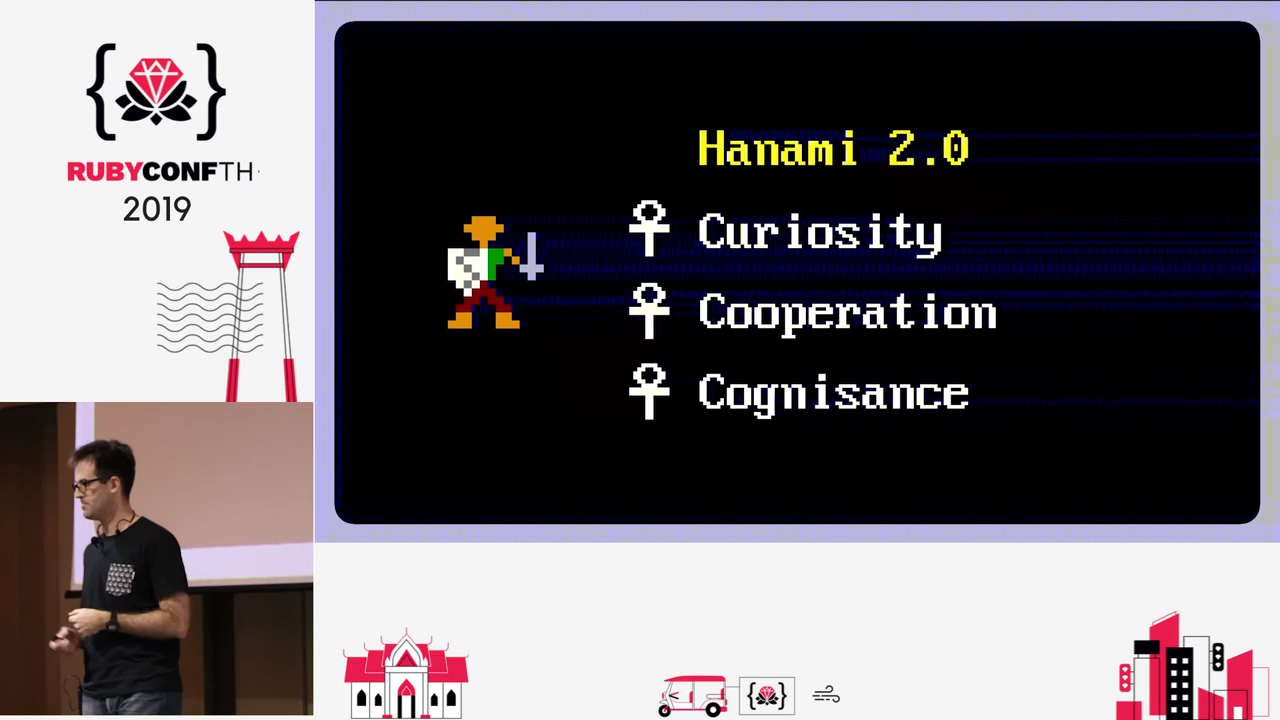 RUBYCONFTH
2019
Hanami 2.0
Curiosity
Cooperation
Cognisance